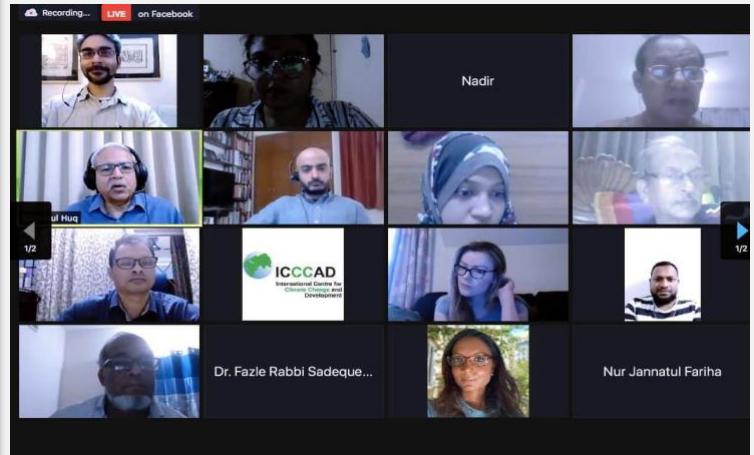 Recording... LIVE on Facebook
Nadir
ul Huq
1/2
1/2
ICCCAD
International Centre for
Climate Change and
Development
Dr. Fazle Rabbi Sadeque...
Nur Jannatul Fariha